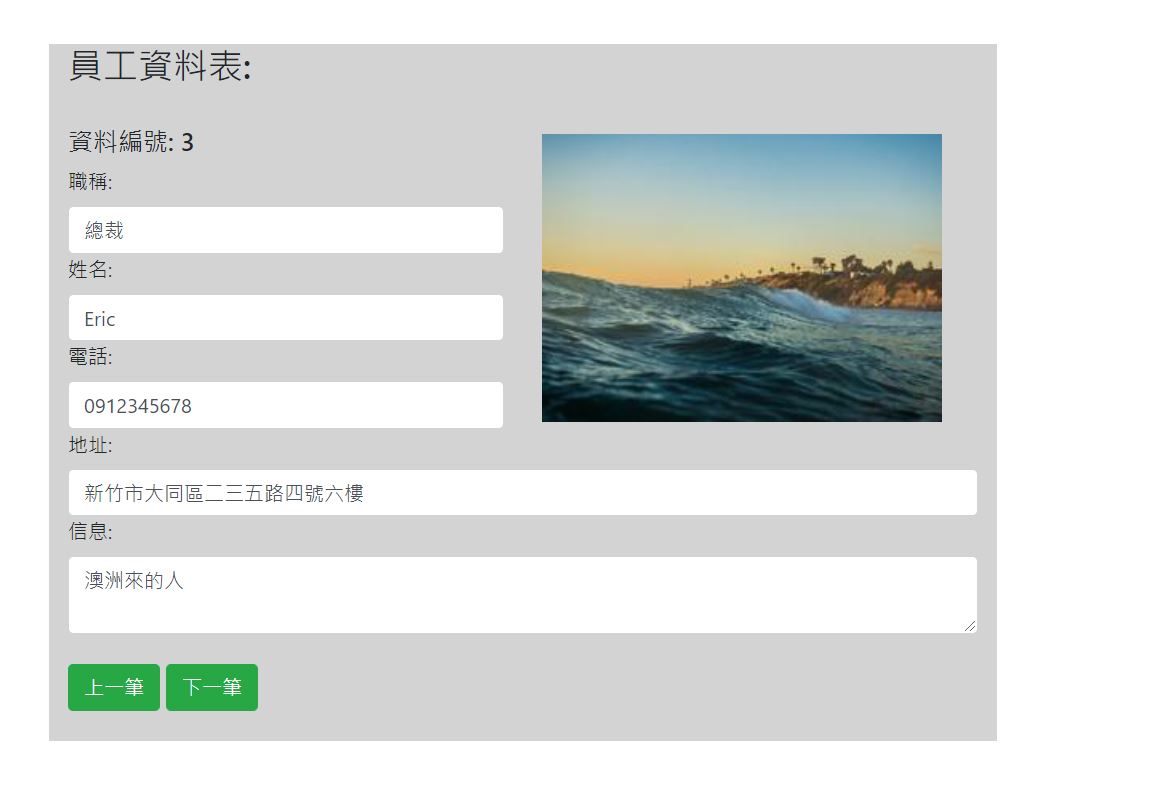 員工資料表:
資料編號: 3
職稱:
總裁
姓名:
Eric
電話:
0912345678
地址:
新竹市大同區二三五路四號六樓
信息:
澳洲來的人
上一筆 下一筆